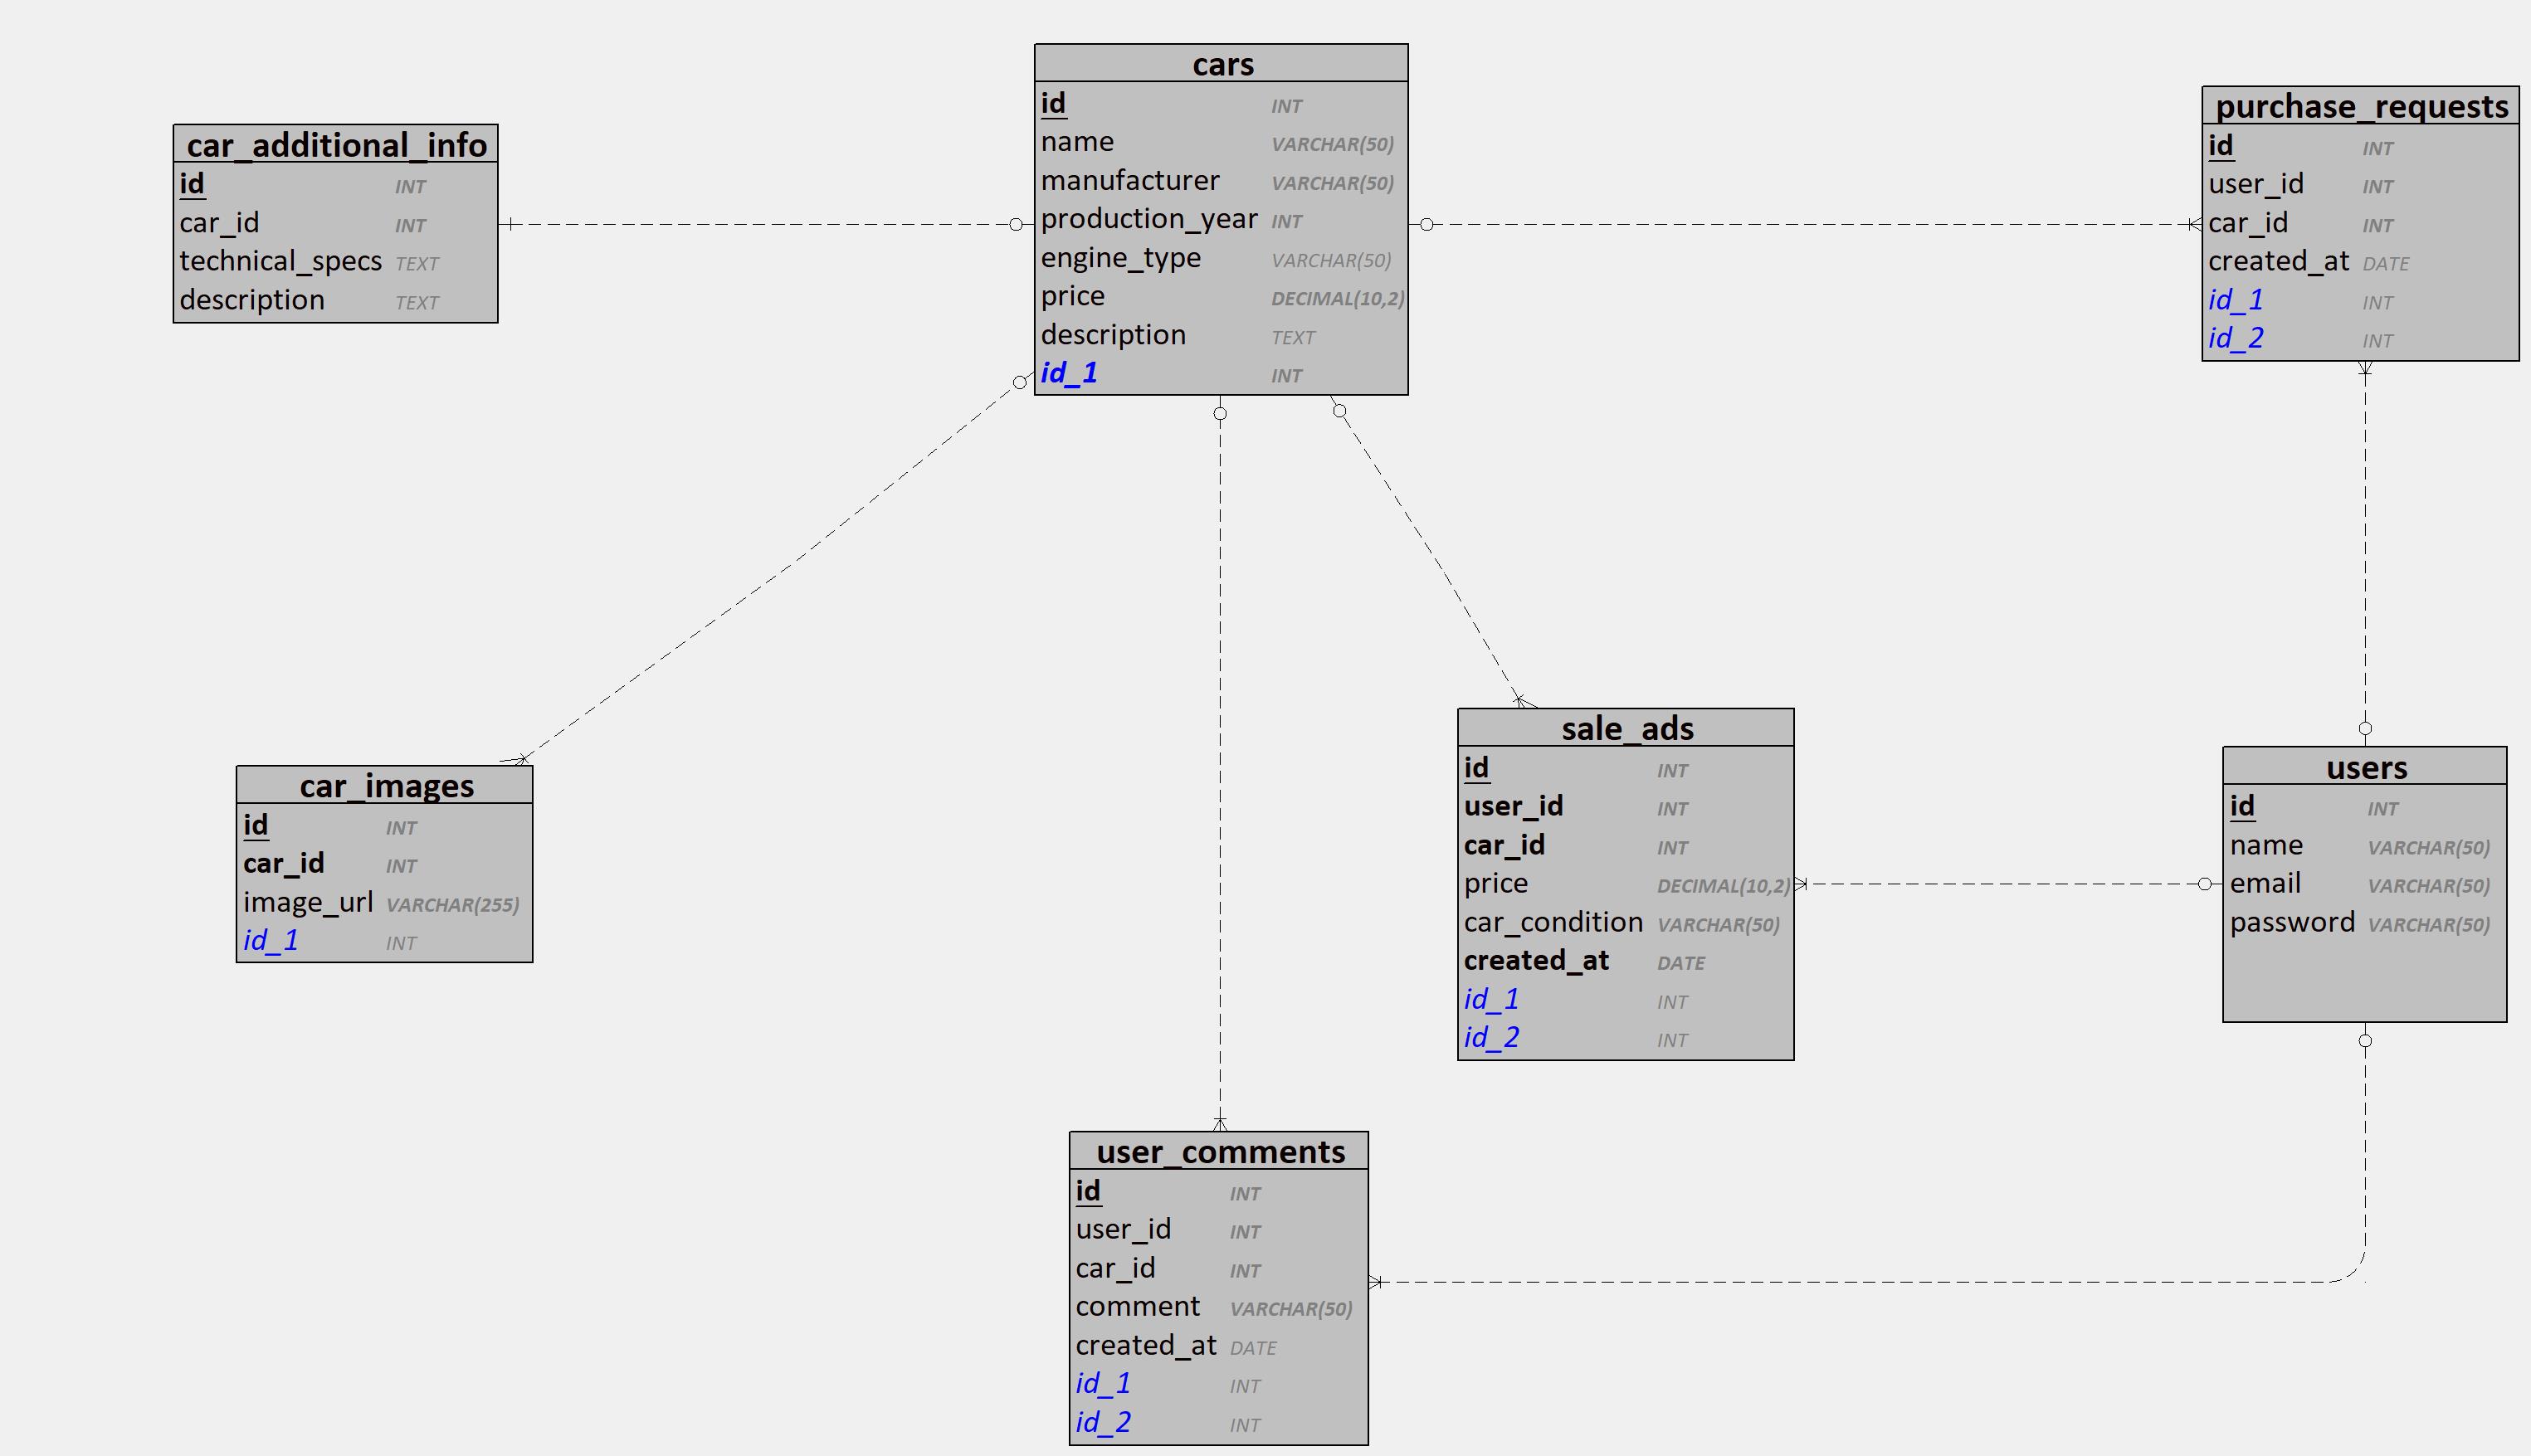 cars
id INT
name VARCHAR(50)
manufacturer VARCHAR(50)
production_year INT
engine_type VARCHAR(50)
price DECIMAL(10,2)
description TEXT
id_1 INT
purchase_requests
id INT
user_id INT
car_id INT
created_at DATE
id_1 INT
id_2 INT
car_additional_info
id INT
car_id INT
technical_specs TEXT
description TEXT
car_images
id INT
car_id INT
image_url VARCHAR(255)
id_1 INT
sale_ads
id INT
user_id INT
car_id INT
price DECIMAL(10,2)
car_condition VARCHAR(50)
created_at DATE
id_1 INT
id_2 INT
users
id INT
name VARCHAR(50)
email VARCHAR(50)
password VARCHAR(50)
user_comments
id INT
user_id INT
car_id INT
comment VARCHAR(50)
created_at DATE
id_1 INT
id_2 INT